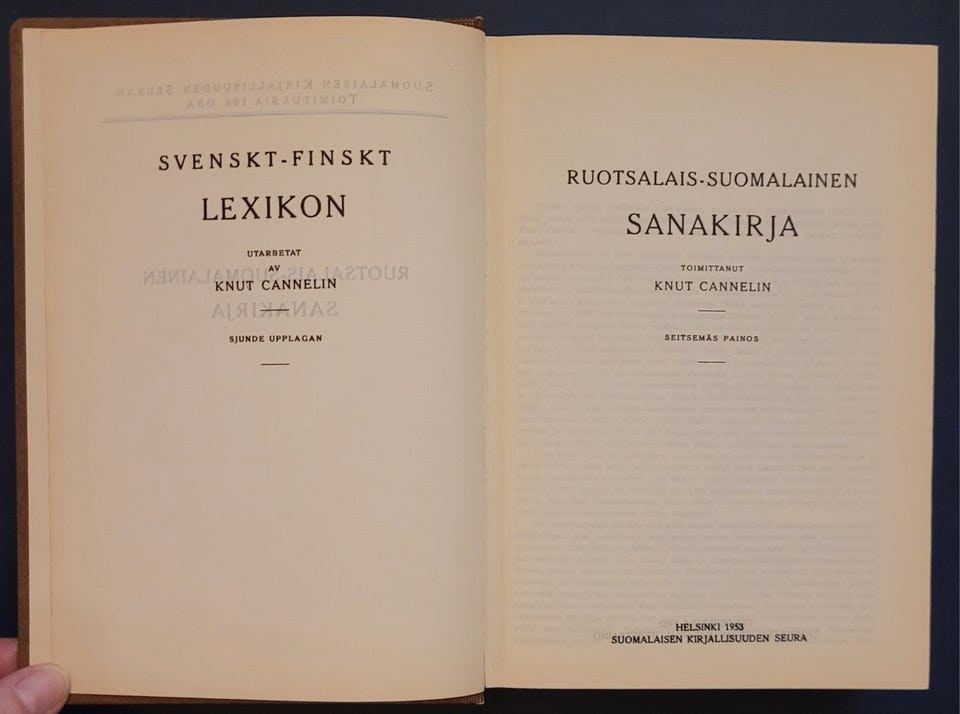 SVENSKT-FINSKT
LEXIKON
UTARBETAT
AV
KNUT CANNELIN
SJUNDE UPPLAGAN
RUOTSALAIS-SUOMALAINEN
SANAKIRJA
TOIMITTANUT
KNUT CANNELIN
SEITSEMÄS PAINOS
HELSINKI 1953
SUOMALAISEN KIRJALLISUUDEN SEURA